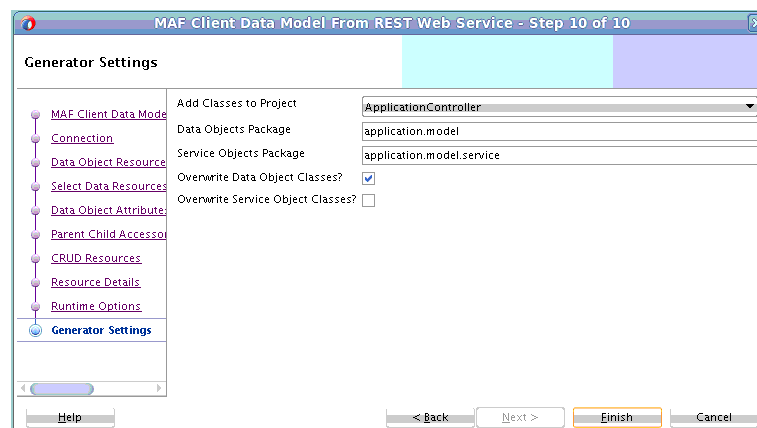 MAF Client Data Model From REST Web Service - Step 10 of 10
Generator Settings
MAF Client Data Mode
Connection
Data Object Resource
Select Data Resources
Data Object Attribute
Parent Child Accessor
CRUD Resources
Resource Details
Runtime Options
Generator Settings
Add Classes to Project ApplicationController
Data Objects Package application.model
Service Objects Package application.model.service
Overwrite Data Object Classes?
Overwrite Service Object Classes?
Help < Back Next > Finish Cancel